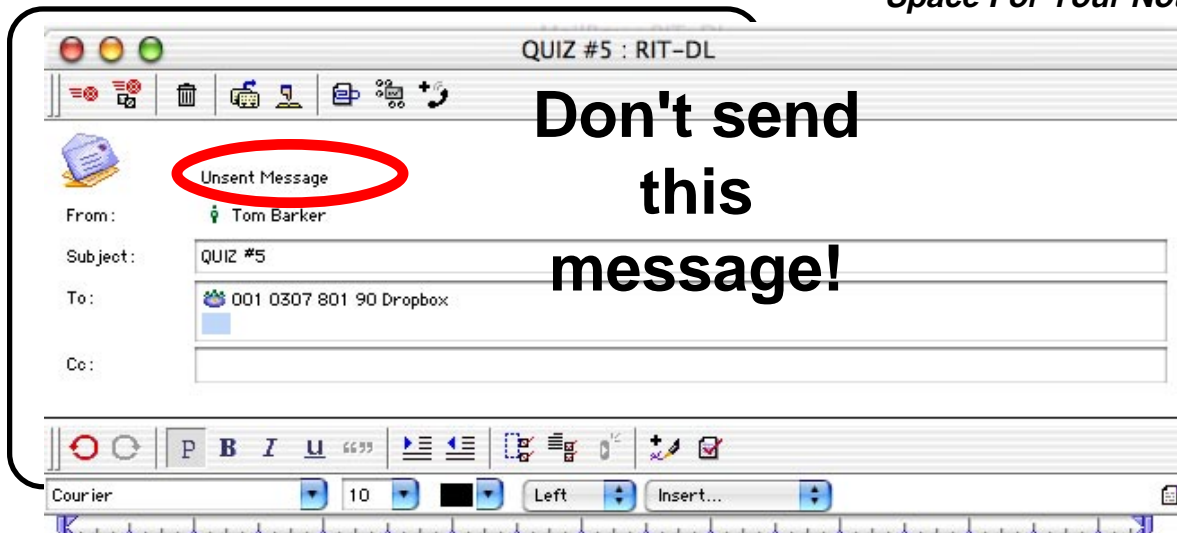 Space For Your No
QUIZ #5 : RIT-DL
Don't send
this
message!
Unsent Message
From: Tom Barker
Subject: QUIZ #5
To: 001 0307 801 90 Dropbox
Cc:
P B I U
Courier 10 Left Insert...